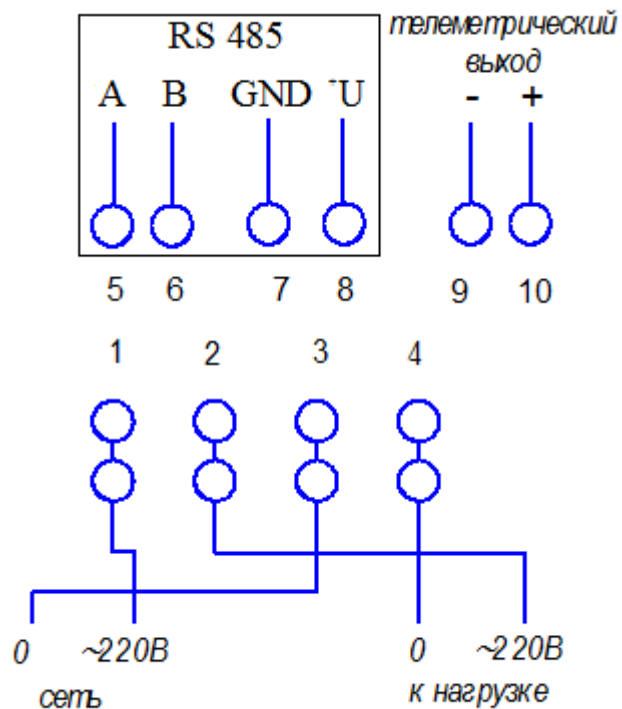 RS 485
телеметрический
выход
A B GND U
- +
5 6 7 8 9 10
1 2 3 4
0 ~220В 0 ~220В
сеть к нагрузке